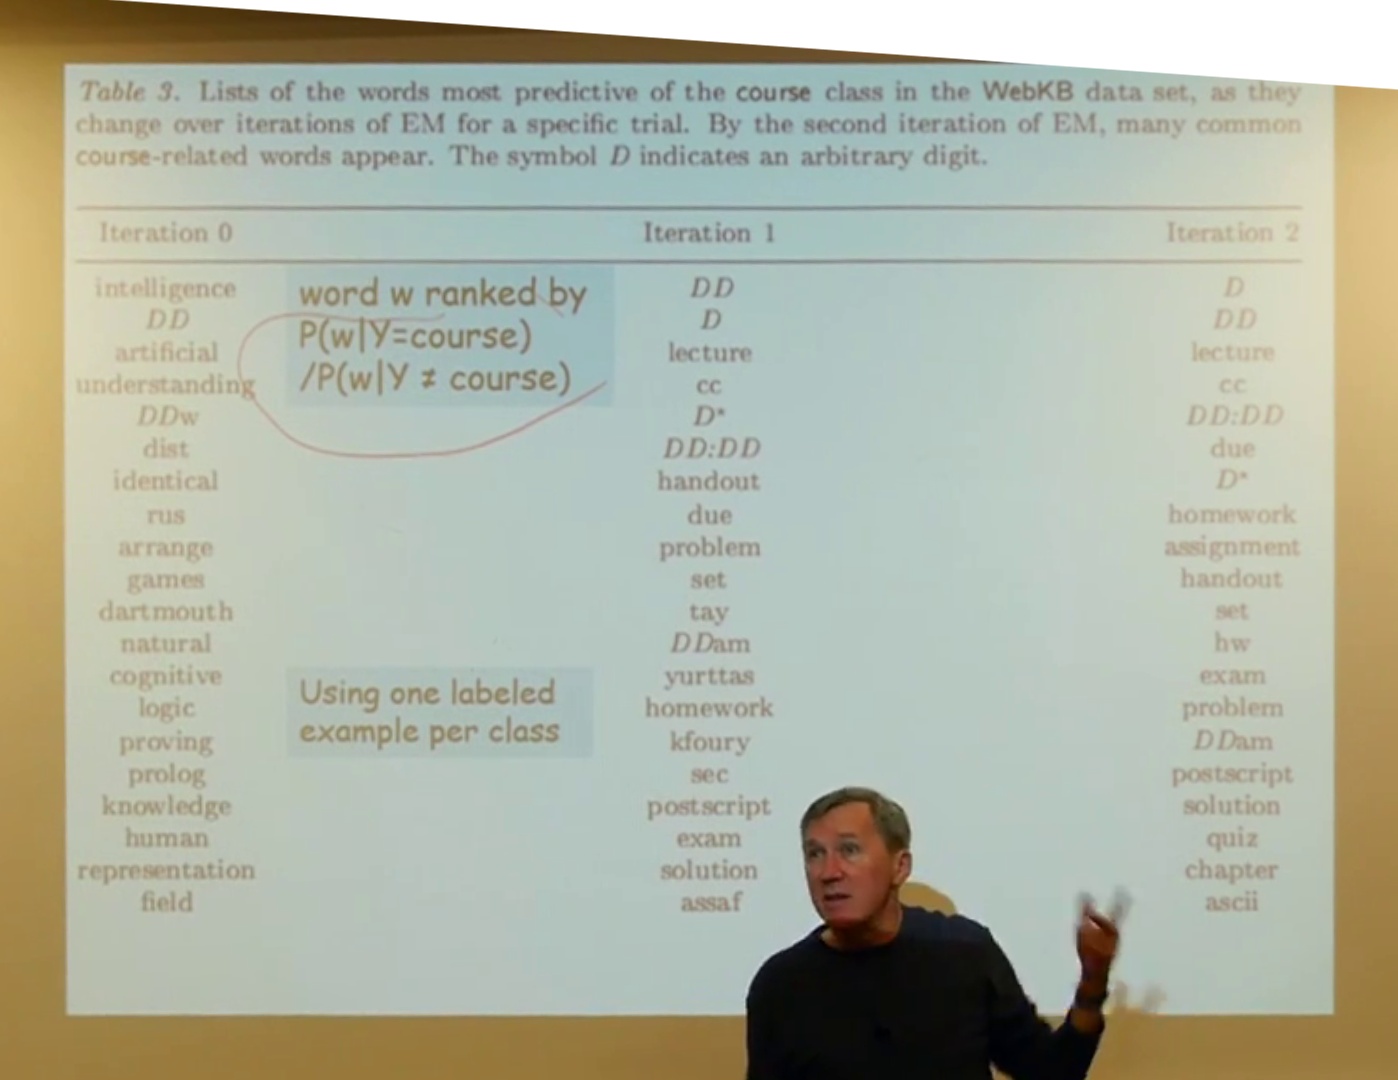 Table 3. Lists of the words most predictive of the course class in the WebKB data set, as they
change over iterations of EM for a specific trial. By the second iteration of EM, many common
course-related words appear. The symbol D indicates an arbitrary digit.
Iteration 0
intelligence
DD
artificial
understanding
DDw
dist
identical
rus
arrange
games
dartmouth
natural
cognitive
logic
proving
prolog
knowledge
human
representation
field
word w ranked by
P(w|Y=course)
/P(w|Y ≠ course)
Using one labeled
example per class
Iteration 1
DD
D
lecture
cc
D*
DD:DD
handout
due
problem
set
tay
DDam
yurttas
homework
kfoury
sec
postscript
exam
solution
assaf
Iteration 2
D
DD
lecture
cc
DD:DD
due
D*
homework
assignment
handout
set
hw
exam
problem
DDam
postscript
solution
quiz
chapter
ascii